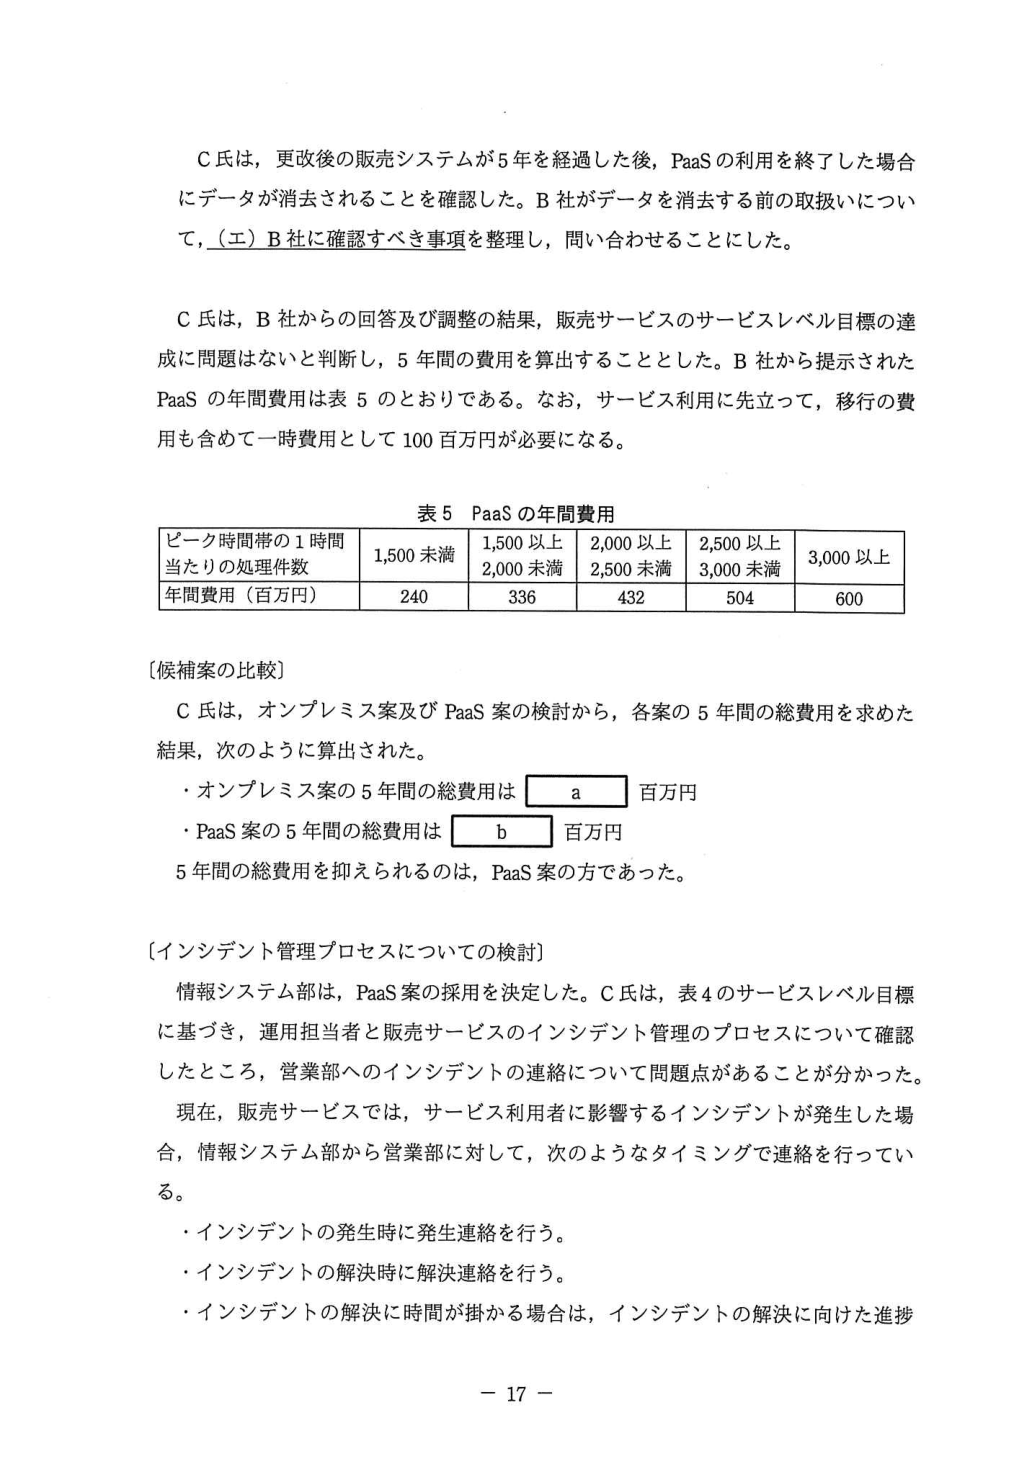 C氏は，更改後の販売システムが5年を経過した後，PaaSの利用を終了した場合
にデータが消去されることを確認した。B社がデータを消去する前の取扱いについ
て，（エ）B社に確認すべき事項を整理し，問い合わせることにした。
C氏は，B社からの回答及び調整の結果，販売サービスのサービスレベル目標の達
成に問題はないと判断し，5年間の費用を算出することとした。B社から提示された
PaaSの年間費用は表5のとおりである。なお，サービス利用に先立って，移行の費
用も含めて一時費用として100百万円が必要になる。
表5　PaaSの年間費用
ピーク時間帯の1時間
当たりの処理件数
1,500未満
1,500以上
2,000未満
2,000以上
2,500未満
2,500以上
3,000未満
3,000以上
年間費用（百万円） 240 336 432 504 600
〔候補案の比較〕
C氏は，オンプレミス案及びPaaS案の検討から，各案の5年間の総費用を求めた
結果，次のように算出された。
・オンプレミス案の5年間の総費用は a 百万円
・PaaS案の5年間の総費用は b 百万円
5年間の総費用を抑えられるのは，PaaS案の方であった。
〔インシデント管理プロセスについての検討〕
情報システム部は，PaaS案の採用を決定した。C氏は，表4のサービスレベル目標
に基づき，運用担当者と販売サービスのインシデント管理のプロセスについて確認
したところ，営業部へのインシデントの連絡について問題点があることが分かった。
現在，販売サービスでは，サービス利用者に影響するインシデントが発生した場
合，情報システム部から営業部に対して，次のようなタイミングで連絡を行ってい
る。
・インシデントの発生時に発生連絡を行う。
・インシデントの解決時に解決連絡を行う。
・インシデントの解決に時間が掛かる場合は，インシデントの解決に向けた進捗
－ 17 －